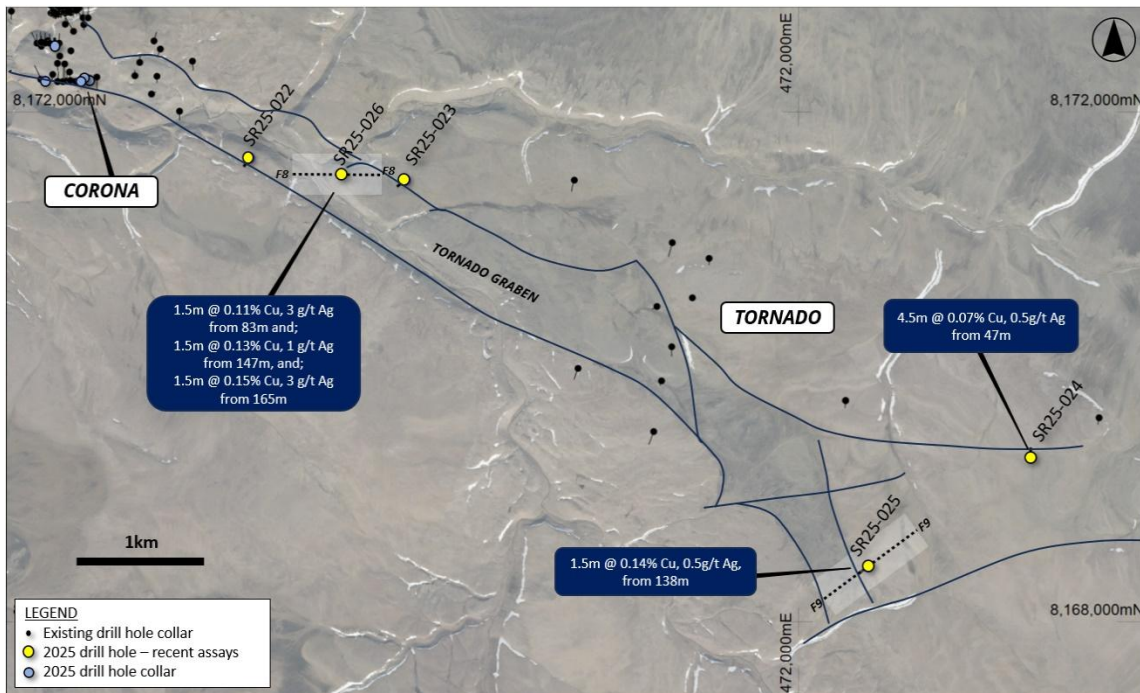 472,000mE
8,172,000mN
8,172,000mN
SR25-022
SR25-026
SR25-023
F8
F8
CORONA
TORNADO GRABEN
TORNADO
1.5m @ 0.11% Cu, 3 g/t Ag
from 83m and;
1.5m @ 0.13% Cu, 1 g/t Ag
from 147m, and;
1.5m @ 0.15% Cu, 3 g/t Ag
from 165m
4.5m @ 0.07% Cu, 0.5g/t Ag
from 47m
SR25-024
SR25-025
F9
F9
1km
1.5m @ 0.14% Cu, 0.5g/t Ag,
from 138m
472,000mE
8,168,000mN
LEGEND
Existing drill hole collar
2025 drill hole – recent assays
2025 drill hole collar